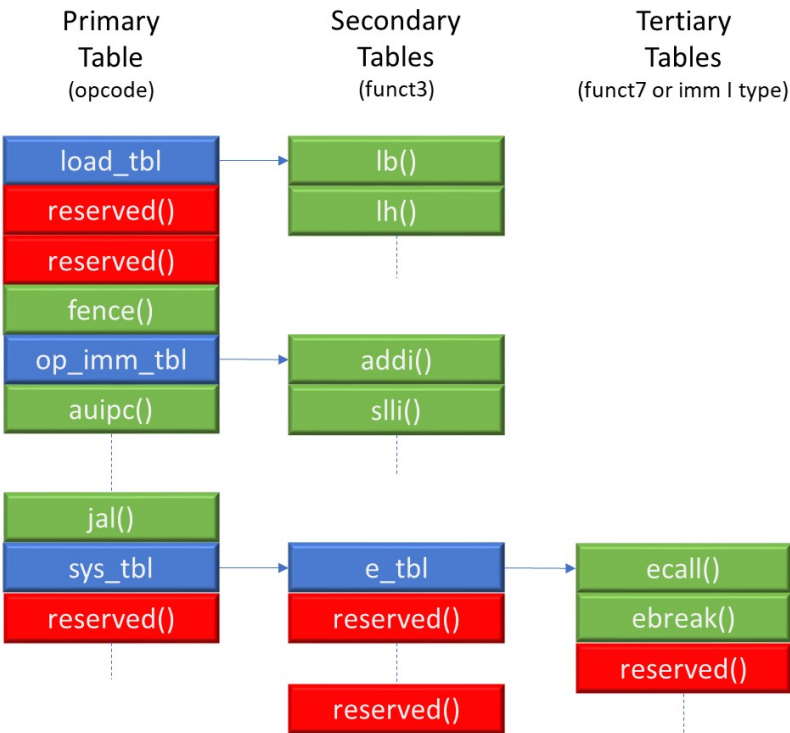 Primary
Table
(opcode)
Secondary
Tables
(funct3)
Tertiary
Tables
(funct7 or imm I type)
load_tbl
reserved()
reserved()
fence()
op_imm_tbl
auipc()
jal()
sys_tbl
reserved()
lb()
lh()
addi()
slli()
e_tbl
reserved()
reserved()
ecall()
ebreak()
reserved()